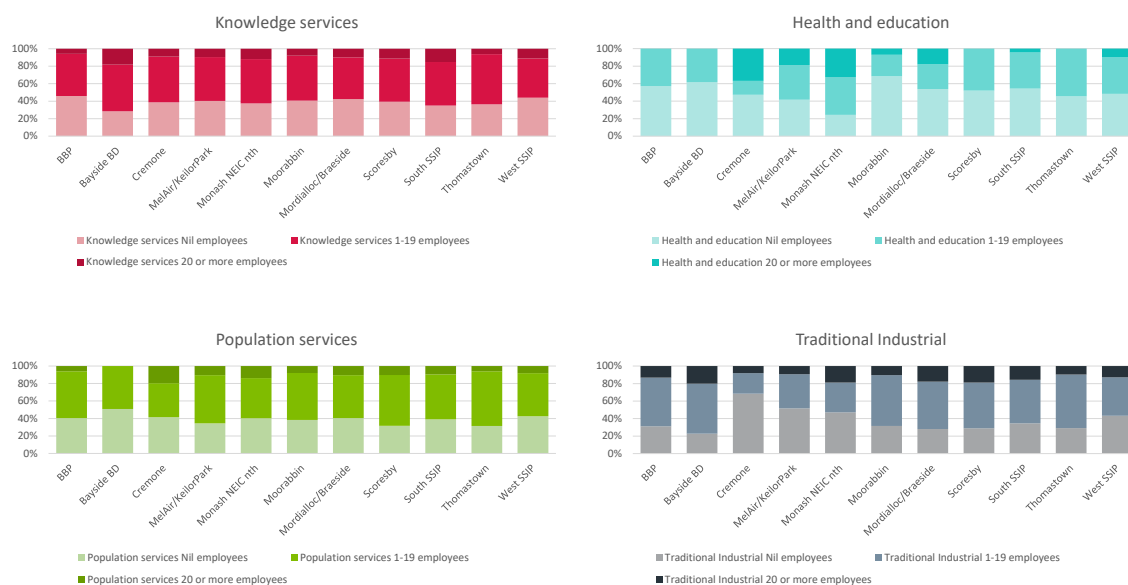 Knowledge services
100%
80%
60%
40%
20%
0%
BBP
Bayside BD
Cremone
MelAir/KeilorPark
Monash NEIC nth
Moorabbin
Mordialloc/Braeside
Scoresby
South SSIP
Thomastown
West SSIP
Knowledge services Nil employees
Knowledge services 1-19 employees
Knowledge services 20 or more employees
Health and education
100%
80%
60%
40%
20%
0%
BBP
Bayside BD
Cremone
MelAir/KeilorPark
Monash NEIC nth
Moorabbin
Mordialloc/Braeside
Scoresby
South SSIP
Thomastown
West SSIP
Health and education Nil employees
Health and education 1-19 employees
Health and education 20 or more employees
Population services
100%
80%
60%
40%
20%
0%
BBP
Bayside BD
Cremone
MelAir/KeilorPark
Monash NEIC nth
Moorabbin
Mordialloc/Braeside
Scoresby
South SSIP
Thomastown
West SSIP
Population services Nil employees
Population services 1-19 employees
Population services 20 or more employees
Traditional Industrial
100%
80%
60%
40%
20%
0%
BBP
Bayside BD
Cremone
MelAir/KeilorPark
Monash NEIC nth
Moorabbin
Mordialloc/Braeside
Scoresby
South SSIP
Thomastown
West SSIP
Traditional Industrial Nil employees
Traditional Industrial 1-19 employees
Traditional Industrial 20 or more employees